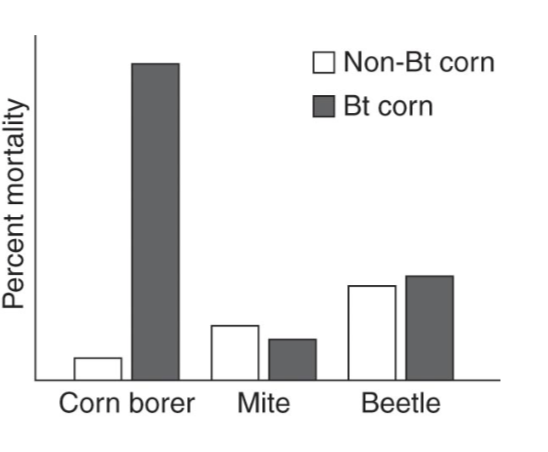 Non-Bt corn
Bt corn
Percent mortality
Corn borer
Mite
Beetle